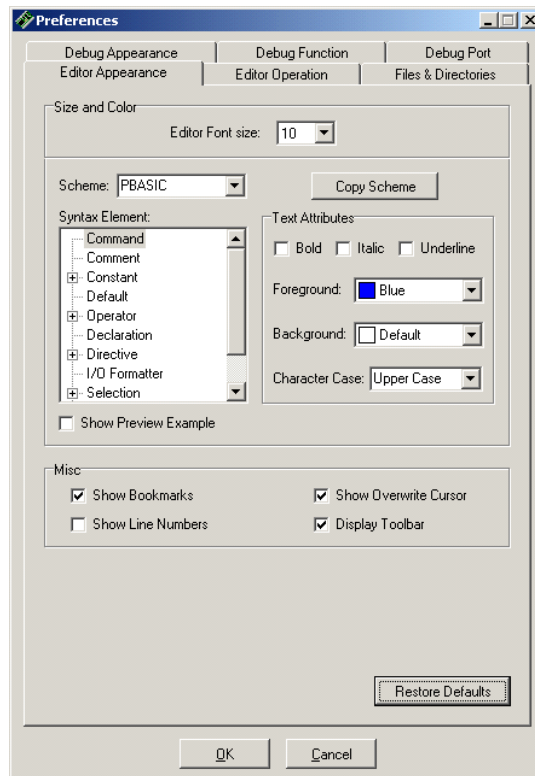 Preferences
Debug Appearance Debug Function Debug Port
Editor Appearance Editor Operation Files & Directories
Size and Color
Editor Font size: 10
Scheme: PBASIC Copy Scheme
Syntax Element: Text Attributes
Command
Bold Italic Underline
Comment
Constant
Foreground: Blue
Default
Operator
Background: Default
Declaration
Directive
I/O Formatter
Character Case: Upper Case
Selection
Show Preview Example
Misc
Show Bookmarks Show Overwrite Cursor
Show Line Numbers Display Toolbar
Restore Defaults
OK Cancel